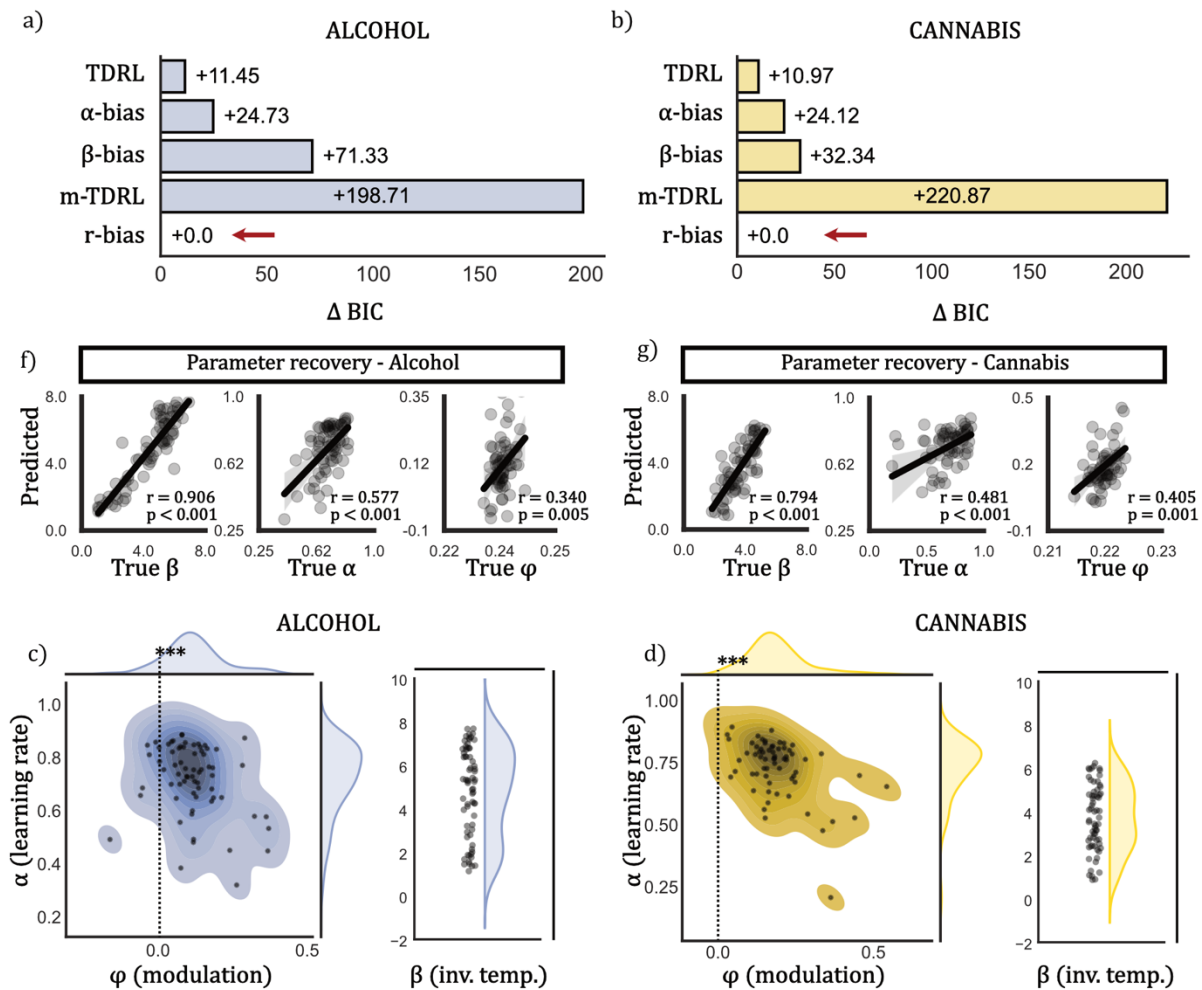 a)
ALCOHOL
TDRL
+11.45
α-bias
+24.73
β-bias
+71.33
m-TDRL
+198.71
r-bias
+0.0
0 50 100 150 200
Δ BIC
b)
CANNABIS
TDRL
+10.97
α-bias
+24.12
β-bias
+32.34
m-TDRL
+220.87
r-bias
+0.0
0 50 100 150 200
Δ BIC
f)
Parameter recovery - Alcohol
Predicted
8.0
4.0
0.0
r = 0.906
p < 0.001
0.0 4.0 8.0
True β
1.0
0.62
0.25
r = 0.577
p < 0.001
0.25 0.62 1.0
True α
0.35
0.12
-0.1
r = 0.340
p = 0.005
0.22 0.24 0.25
True φ
g)
Parameter recovery - Cannabis
Predicted
8.0
4.0
0.0
r = 0.794
p < 0.001
0.0 4.0 8.0
True β
1.0
0.62
0.25
r = 0.481
p < 0.001
0.0 0.5 1.0
True α
0.5
0.2
-0.1
r = 0.405
p = 0.001
0.21 0.22 0.23
True φ
ALCOHOL
c)
***
α (learning rate)
1.0
0.8
0.6
0.4
0.2
0.0 0.5
φ (modulation)
10
8
6
4
2
0
−2
β (inv. temp.)
CANNABIS
d)
***
α (learning rate)
1.00
0.75
0.50
0.25
0.0 0.5
φ (modulation)
10
8
6
4
2
0
−2
β (inv. temp.)